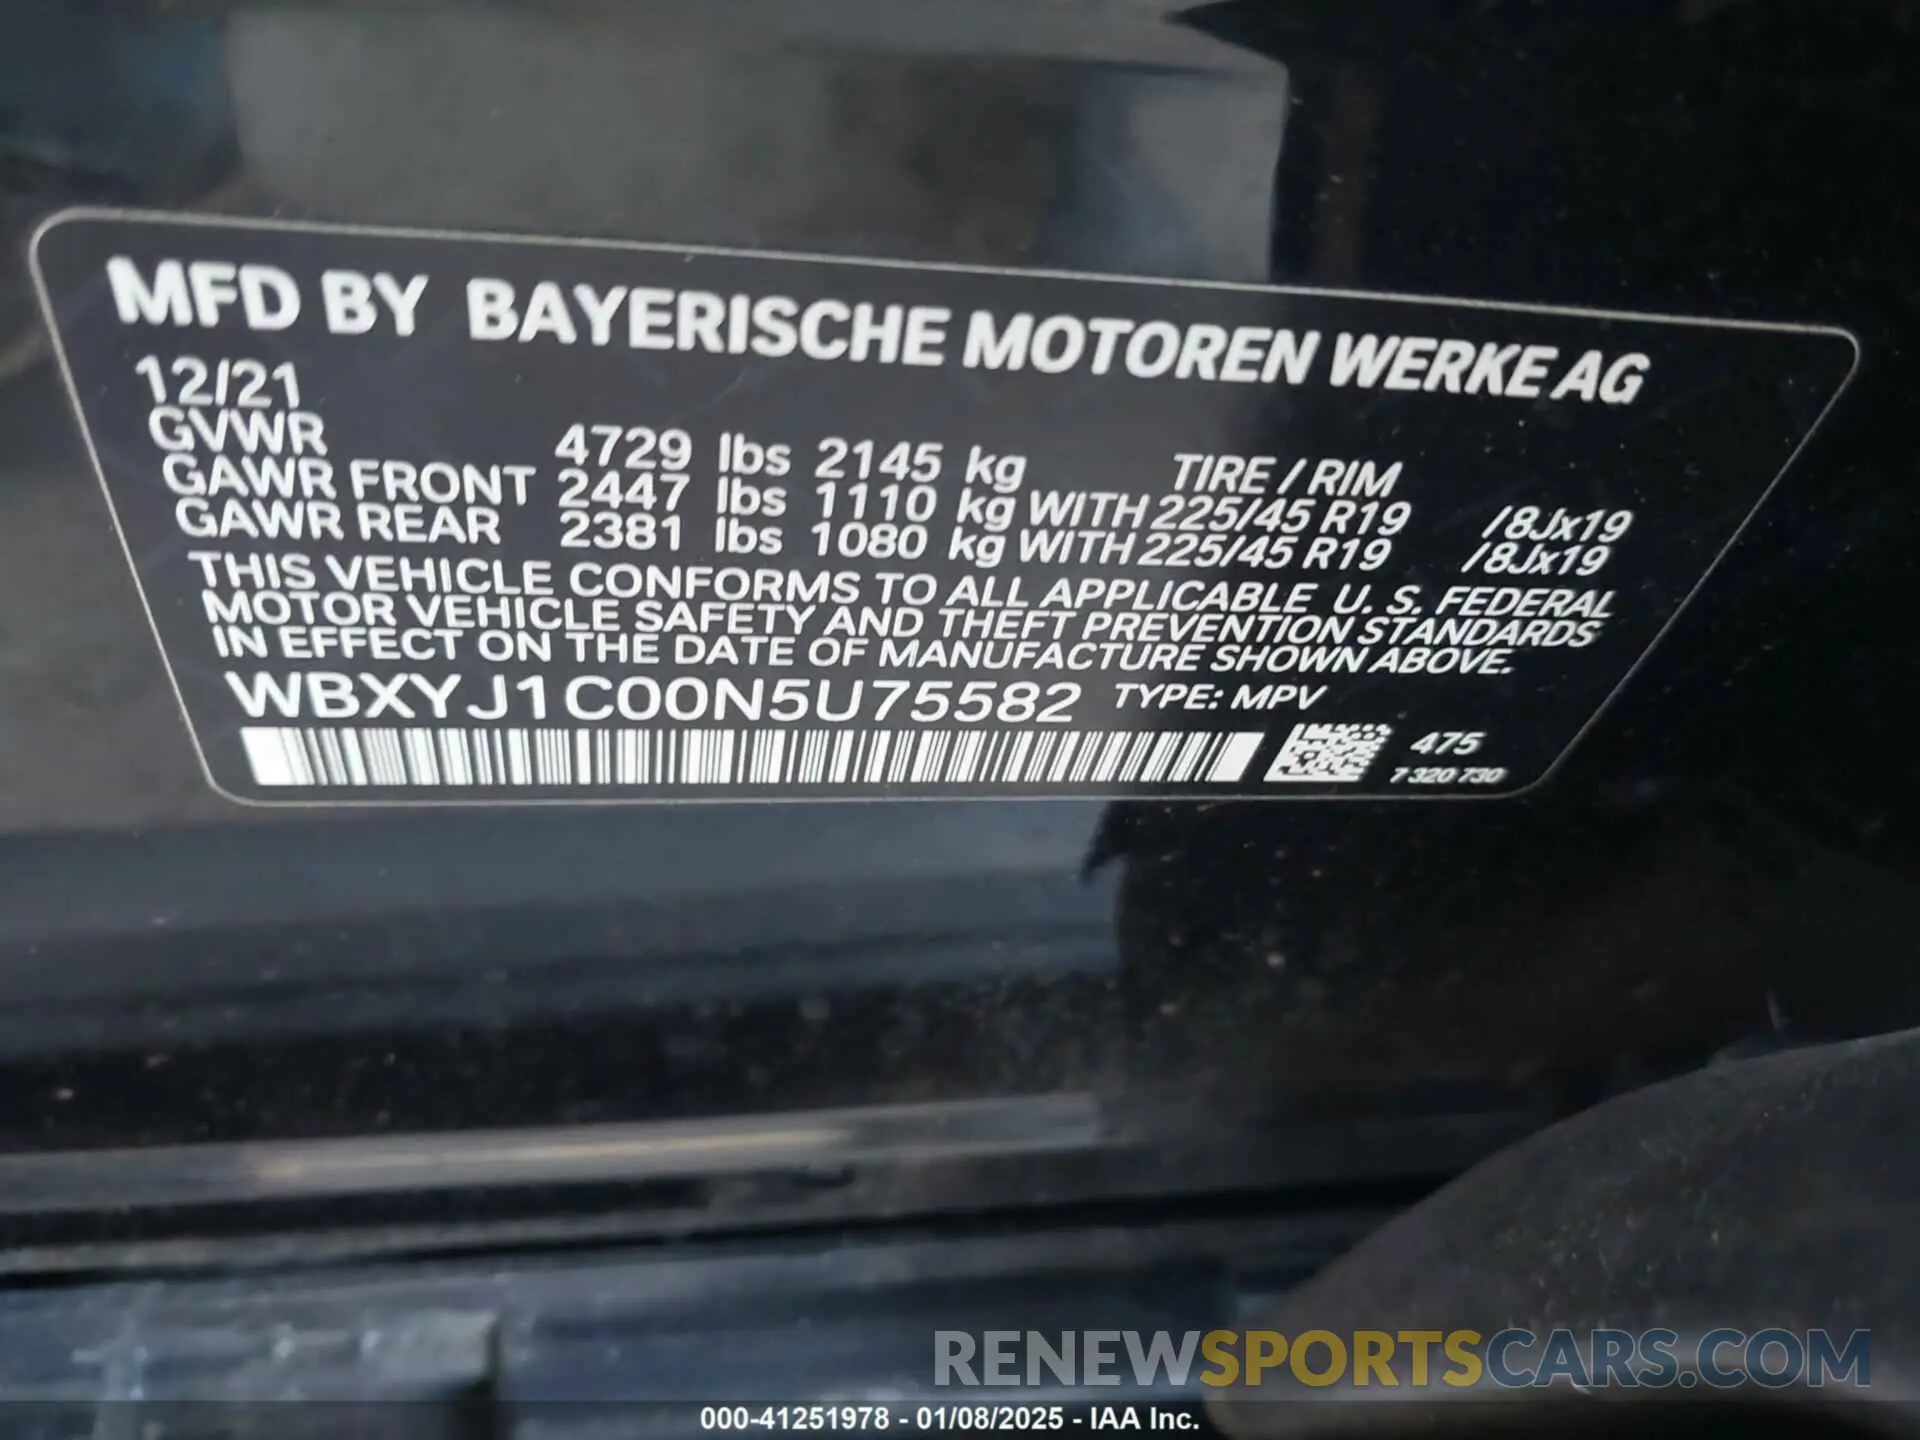 MFD BY BAYERISCHE MOTOREN WERKE AG
12/21
GVWR 4729 lbs 2145 kg TIRE / RIM
GAWR FRONT 2447 lbs 1110 kg WITH 225/45 R19 /8Jx19
GAWR REAR 2381 lbs 1080 kg WITH 225/45 R19 /8Jx19
THIS VEHICLE CONFORMS TO ALL APPLICABLE U. S. FEDERAL
MOTOR VEHICLE SAFETY AND THEFT PREVENTION STANDARDS
IN EFFECT ON THE DATE OF MANUFACTURE SHOWN ABOVE.
WBXYJ1C00N5U75582 TYPE: MPV
475
7 320 730
RENEWSPORTSCARS.COM
000-41251978 - 01/08/2025 - IAA Inc.